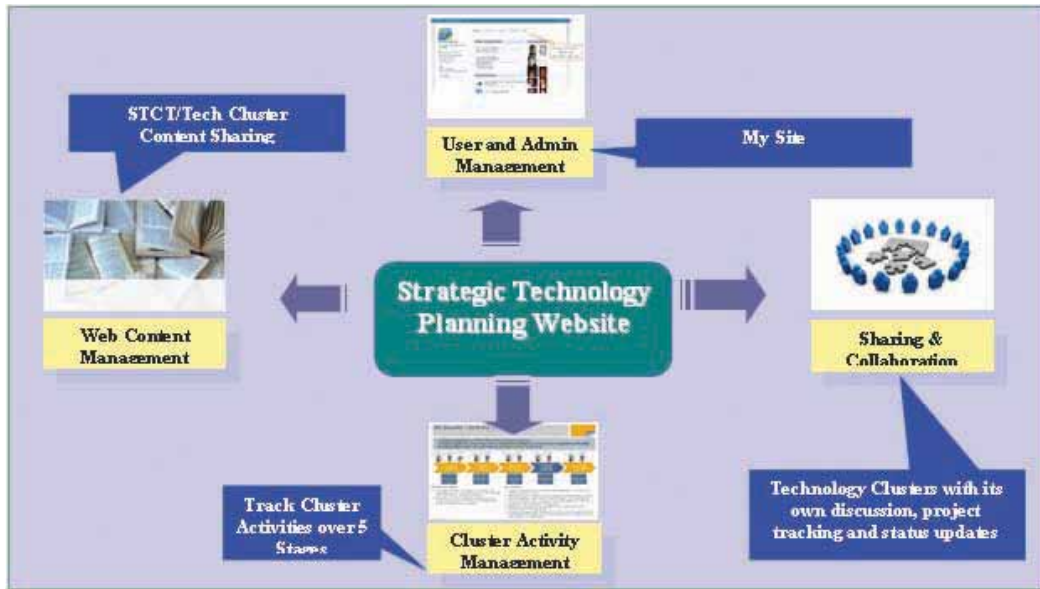 STCT/Tech Cluster
Content Sharing
User and Admin
Management
My Site
Strategic Technology
Planning Website
Web Content
Management
Sharing &
Collaboration
Track Cluster
Activities over 5
Stages
Cluster Activity
Management
Technology Clusters with its
own discussion, project
tracking and status updates